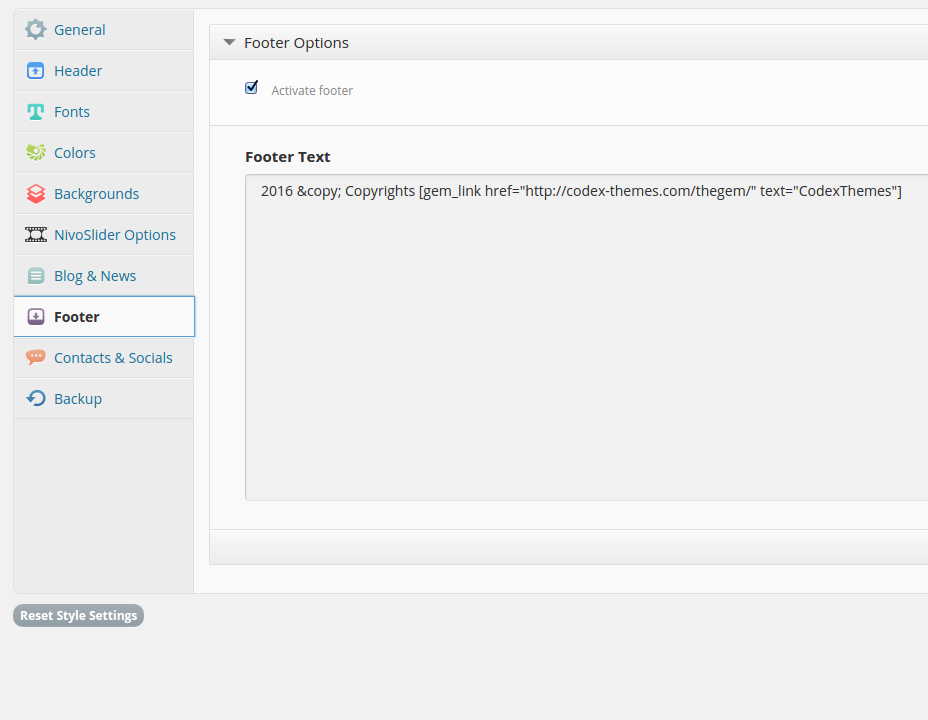 General
Header
Fonts
Colors
Backgrounds
NivoSlider Options
Blog & News
Footer
Contacts & Socials
Backup
Footer Options
Activate footer
Footer Text
2016 &copy; Copyrights [gem_link href="http://codex-themes.com/thegem/" text="CodexThemes"]
Reset Style Settings